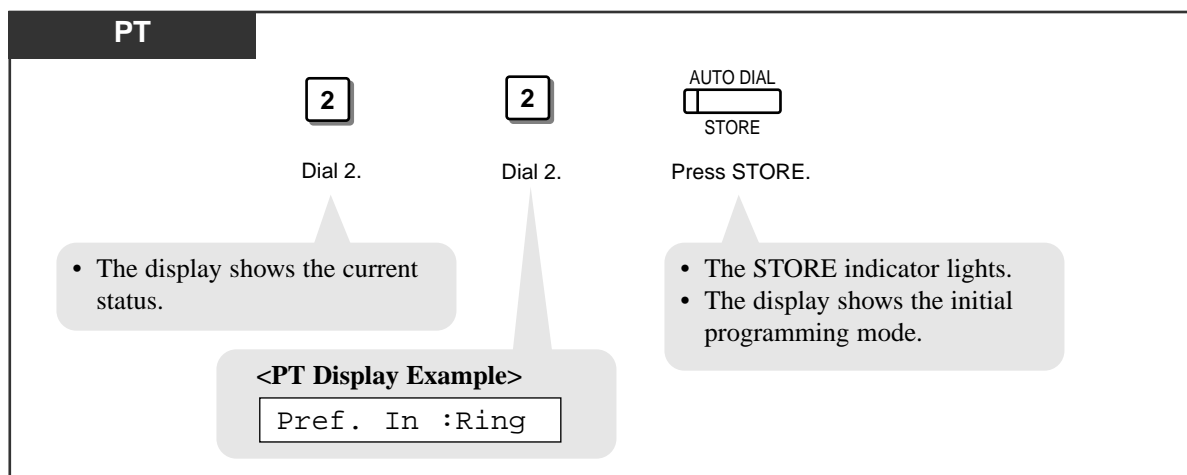 PT
2
2
AUTO DIAL
STORE
Dial 2.
Dial 2.
Press STORE.
• The display shows the current
status.
• The STORE indicator lights.
• The display shows the initial
programming mode.
<PT Display Example>
Pref. In :Ring